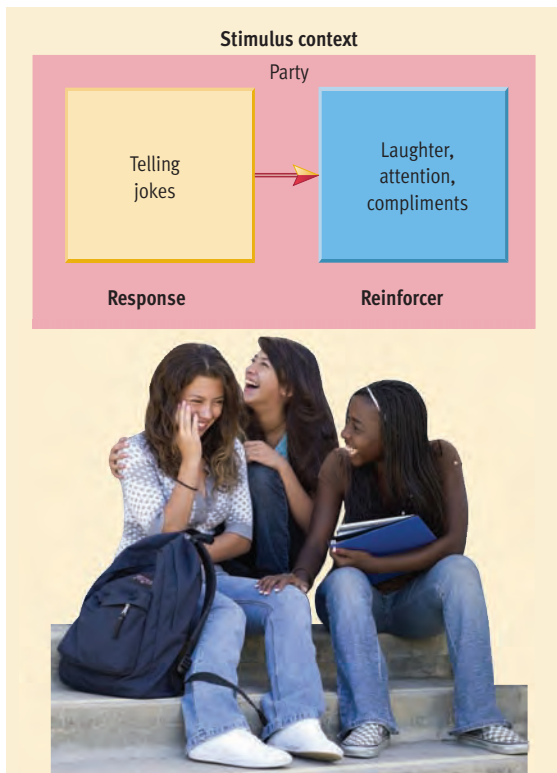 Stimulus context
Party
Telling
jokes
Laughter,
attention,
compliments
Response
Reinforcer